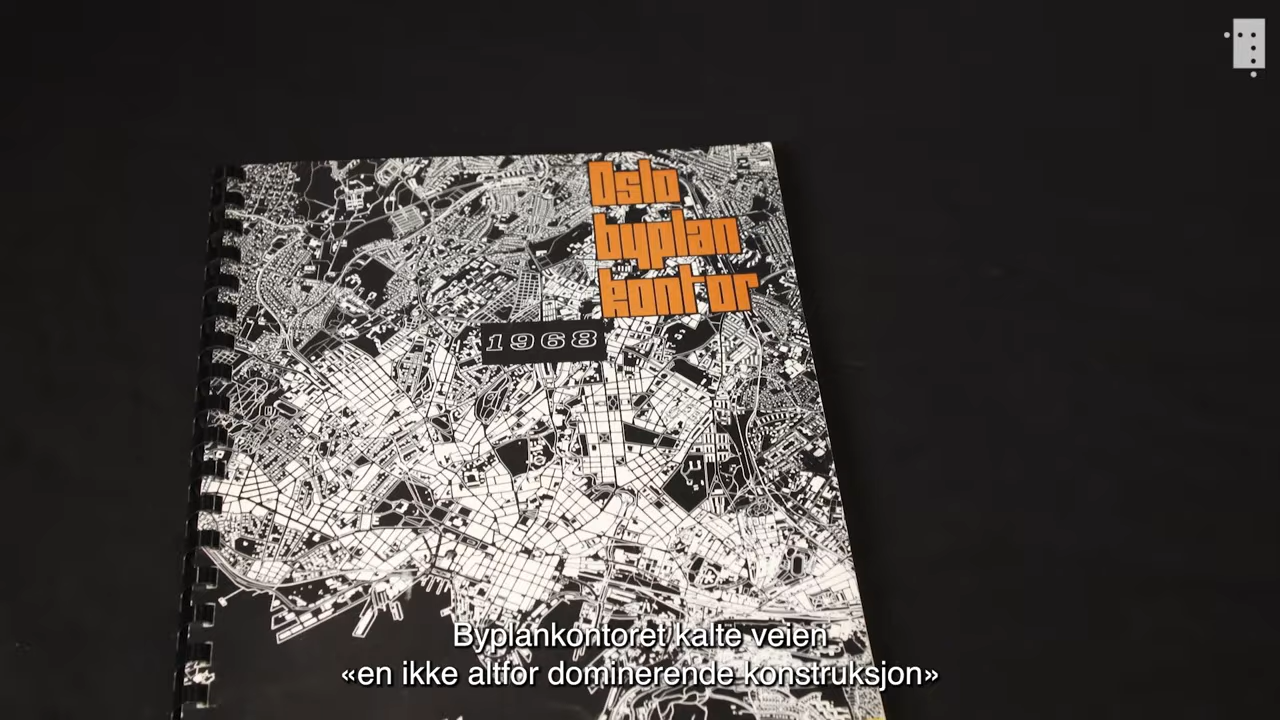 Oslo
byplan
kontor
1968
Byplankontoret kalte veien
«en ikke altfor dominerende konstruksjon»